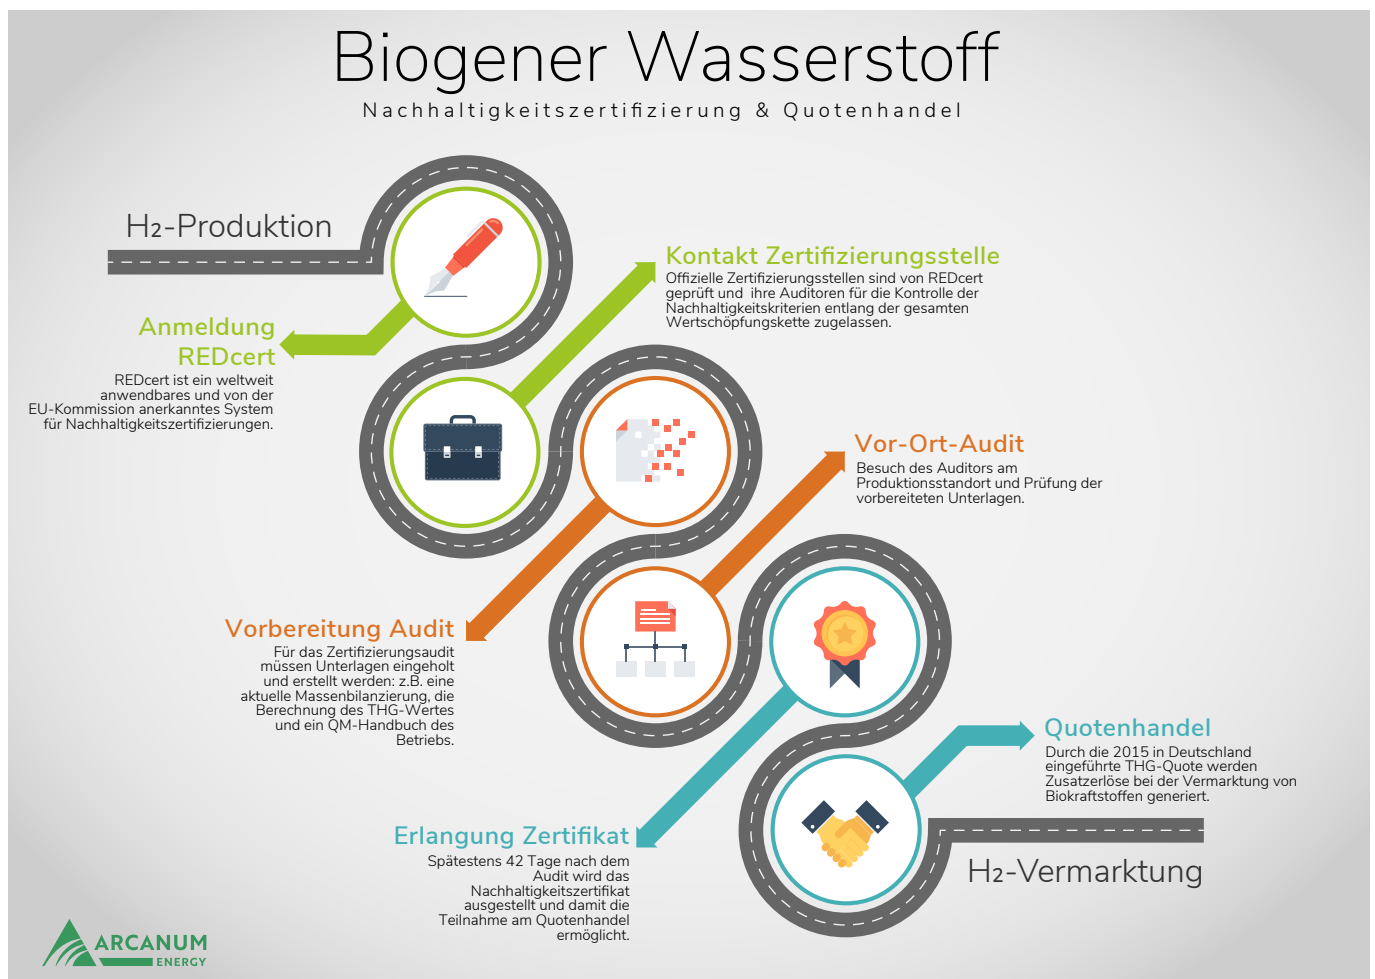 Biogener Wasserstoff
Nachhaltigkeitszertifizierung & Quotenhandel
H₂-Produktion
Anmeldung
REDcert
REDcert ist ein weltweit
anwendbares und von der
EU-Kommission anerkanntes System
für Nachhaltigkeitszertifizierungen.
Kontakt Zertifizierungsstelle
Offizielle Zertifizierungsstellen sind von REDcert
geprüft und ihre Auditoren für die Kontrolle der
Nachhaltigkeitskriterien entlang der gesamten
Wertschöpfungskette zugelassen.
Vorbereitung Audit
Für das Zertifizierungsaudit
müssen Unterlagen eingeholt
und erstellt werden: z.B. eine
aktuelle Massenbilanzierung, die
Berechnung des THG-Wertes
und ein QM-Handbuch des
Betriebs.
Vor-Ort-Audit
Besuch des Auditors am
Produktionsstandort und Prüfung der
vorbereiteten Unterlagen.
Erlangung Zertifikat
Spätestens 42 Tage nach dem
Audit wird das
Nachhaltigkeitszertifikat
ausgestellt und damit die
Teilnahme am Quotenhandel
ermöglicht.
Quotenhandel
Durch die 2015 in Deutschland
eingeführte THG-Quote werden
Zusatzerlöse bei der Vermarktung von
Biokraftstoffen generiert.
H₂-Vermarktung
ARCANUM
ENERGY